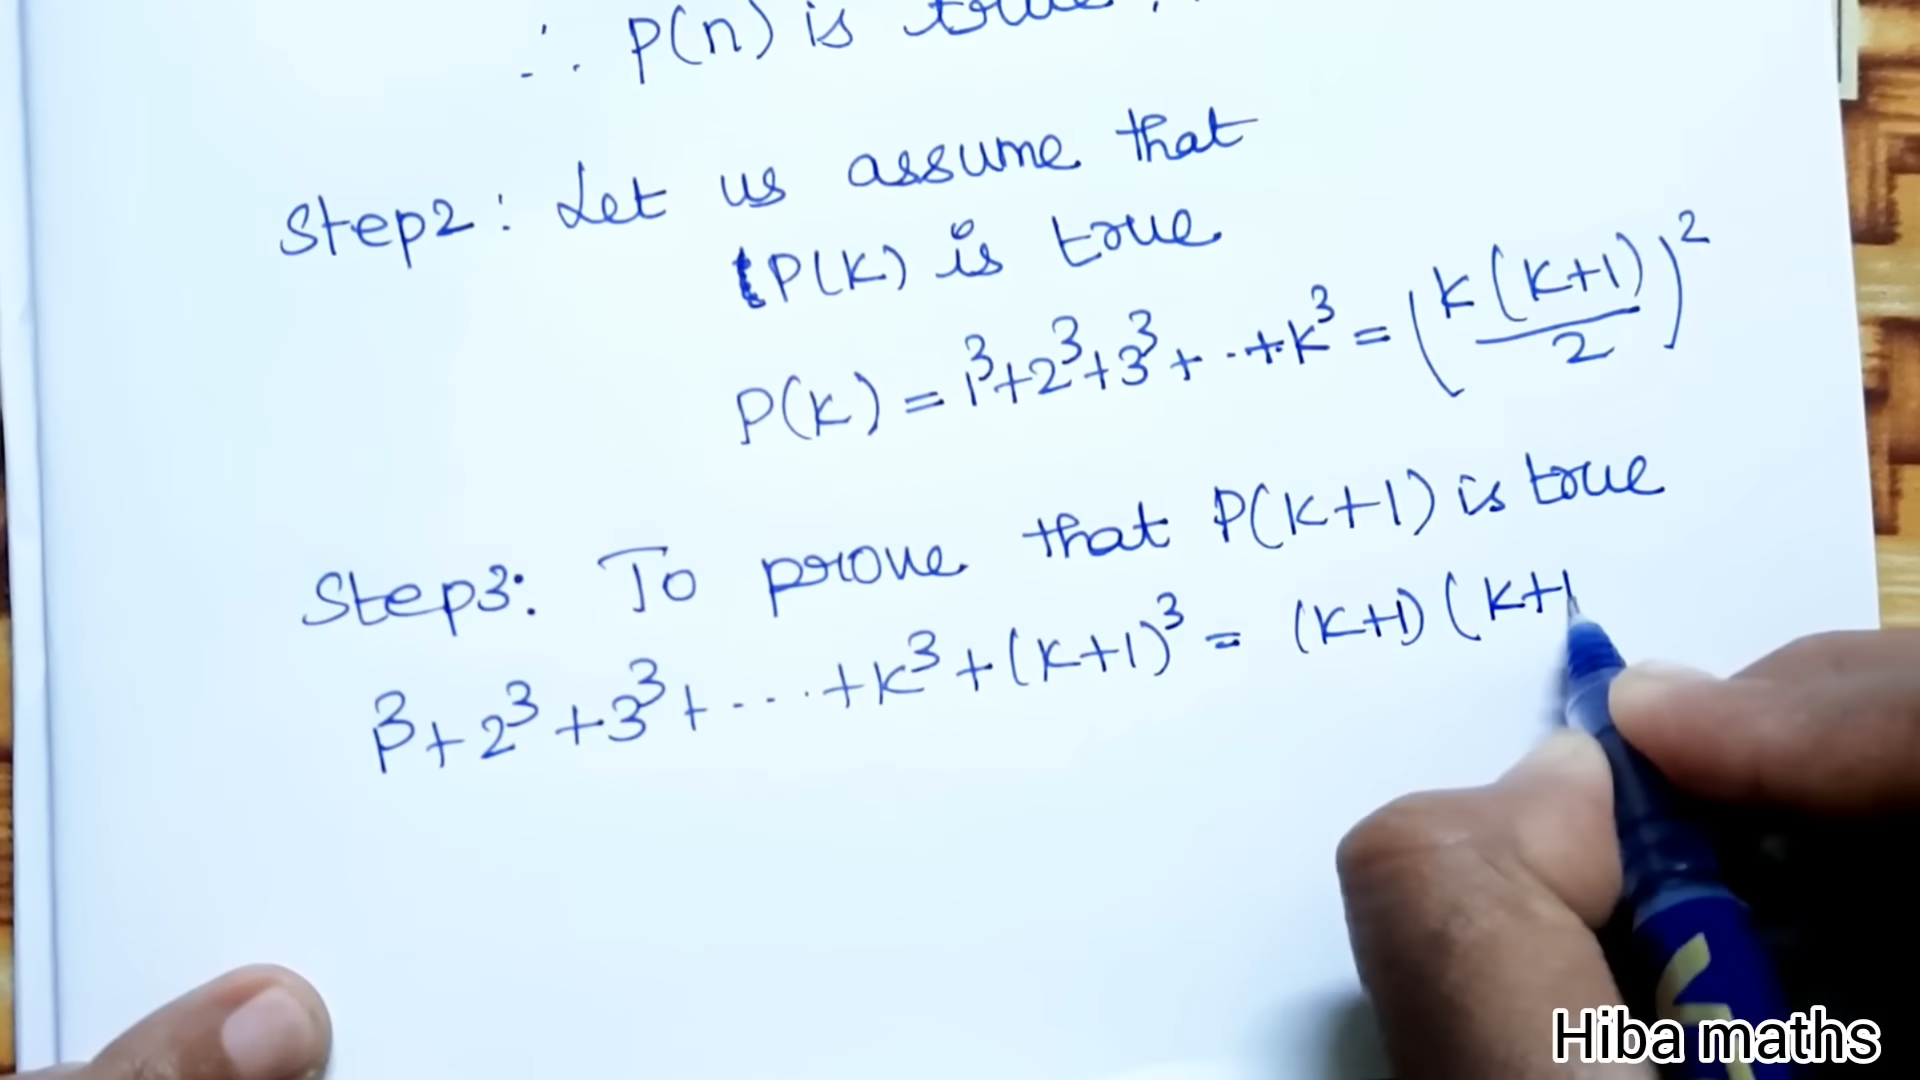 ∴ P(n) is true
Step2: Let us assume that
P(K) is true
P(K) = 1³+2³+3³+··+K³ = (K(K+1)/2)²
Step3: To prove that P(K+1) is true
1³+2³+3³+----+K³+(K+1)³ = (K+1)(K+1
Hiba maths